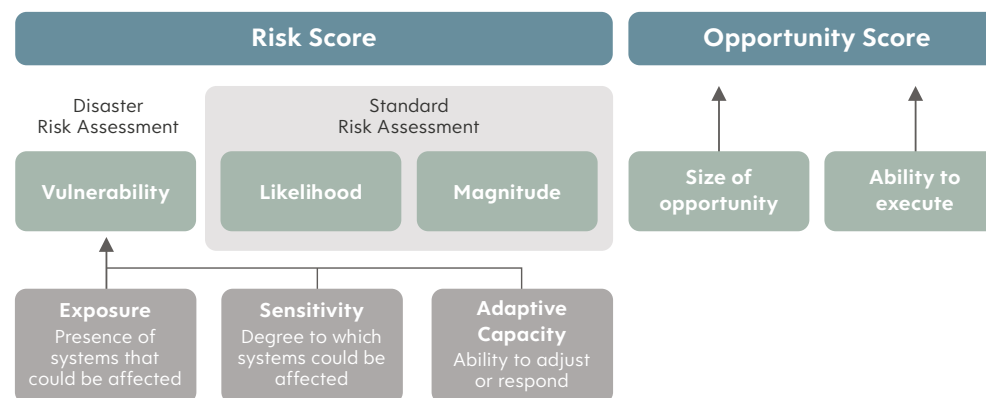 Risk Score
Opportunity Score
Disaster
Risk Assessment
Standard
Risk Assessment
Vulnerability
Likelihood
Magnitude
Size of
opportunity
Ability to
execute
Exposure
Presence of
systems that
could be affected
Sensitivity
Degree to which
systems could be
affected
Adaptive
Capacity
Ability to adjust
or respond